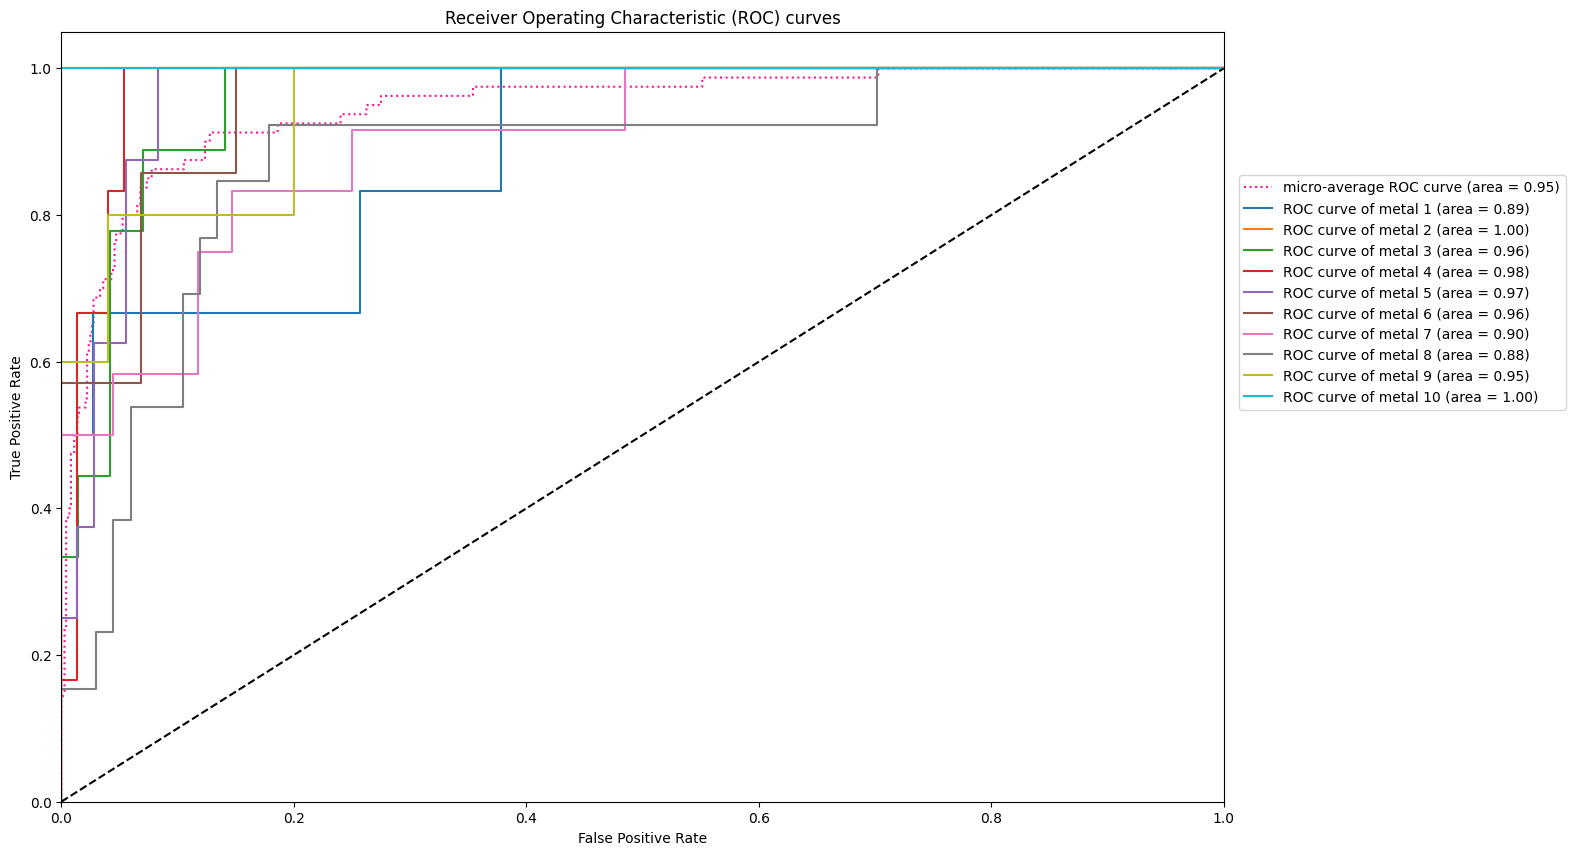 Receiver Operating Characteristic (ROC) curves
1.0
0.8
0.6
0.4
0.2
0.0
True Positive Rate
0.0 0.2 0.4 0.6 0.8 1.0
False Positive Rate
micro-average ROC curve (area = 0.95)
ROC curve of metal 1 (area = 0.89)
ROC curve of metal 2 (area = 1.00)
ROC curve of metal 3 (area = 0.96)
ROC curve of metal 4 (area = 0.98)
ROC curve of metal 5 (area = 0.97)
ROC curve of metal 6 (area = 0.96)
ROC curve of metal 7 (area = 0.90)
ROC curve of metal 8 (area = 0.88)
ROC curve of metal 9 (area = 0.95)
ROC curve of metal 10 (area = 1.00)